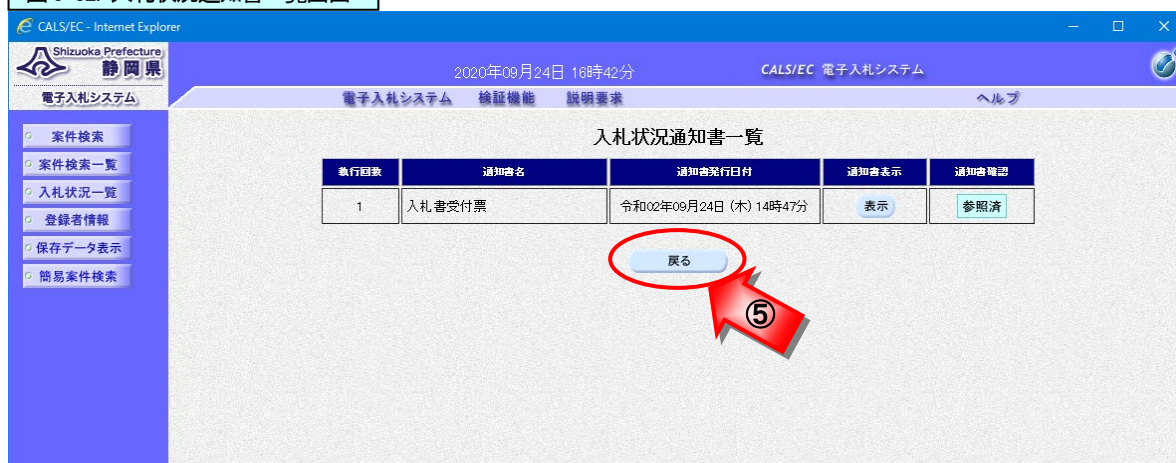 CALS/EC - Internet Explorer
Shizuoka Prefecture
静岡県
2020年09月24日 16時42分
CALS/EC 電子入札システム
電子入札システム
電子入札システム 検証機能 説明要求 ヘルプ
案件検索
案件検索一覧
入札状況一覧
登録者情報
保存データ表示
簡易案件検索
入札状況通知書一覧
執行回数 通知書名 通知書発行日付 通知書表示 通知書確認
1 入札書受付票 令和02年09月24日 (木) 14時47分 表示 参照済
戻る
⑤